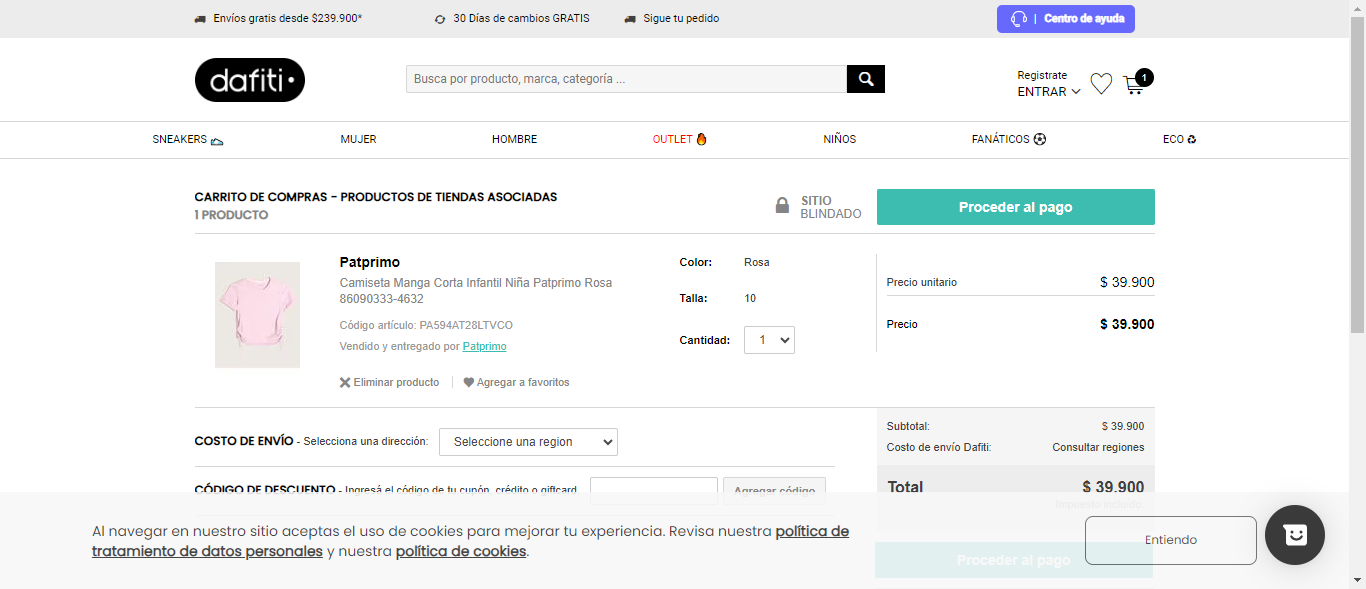 Envíos gratis desde $239.900*
30 Días de cambios GRATIS
Sigue tu pedido
| Centro de ayuda
dafiti
Busca por producto, marca, categoría ...
Registrate
ENTRAR
1
SNEAKERS
MUJER
HOMBRE
OUTLET
NIÑOS
FANÁTICOS
ECO
CARRITO DE COMPRAS - PRODUCTOS DE TIENDAS ASOCIADAS
1 PRODUCTO
SITIO
BLINDADO
Proceder al pago
Patprimo
Camiseta Manga Corta Infantil Niña Patprimo Rosa
86090333-4632
Código artículo: PA594AT28LTVCO
Vendido y entregado por Patprimo
Eliminar producto
Agregar a favoritos
Color: Rosa
Talla: 10
Cantidad: 1
Precio unitario $ 39.900
Precio $ 39.900
COSTO DE ENVÍO - Selecciona una dirección:
Seleccione una region
Subtotal: $ 39.900
Costo de envío Dafiti: Consultar regiones
CÓDIGO DE DESCUENTO - Ingresá el código de tu cupón, crédito o giftcard
Agregar código
Total $ 39.900
Impuesto incluido.
Proceder al pago
Al navegar en nuestro sitio aceptas el uso de cookies para mejorar tu experiencia. Revisa nuestra política de
tratamiento de datos personales y nuestra política de cookies.
Entiendo